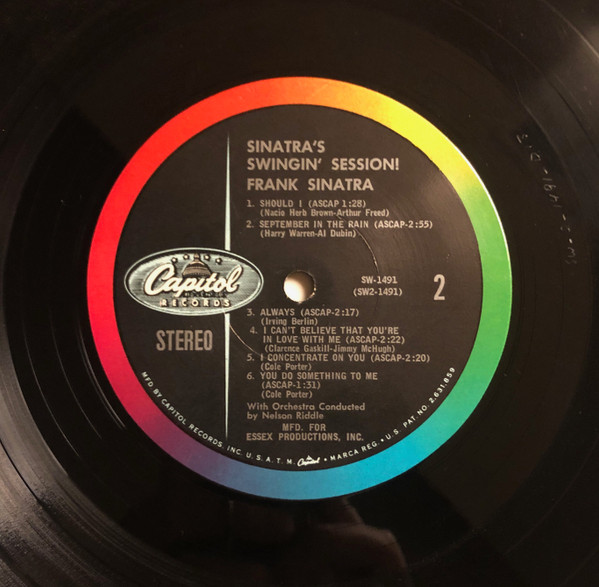 SINATRA'S
SWINGIN' SESSION!
FRANK SINATRA
1. SHOULD I (ASCAP 1:28)
(Nacio Herb Brown-Arthur Freed)
2. SEPTEMBER IN THE RAIN (ASCAP-2:55)
(Harry Warren-Al Dubin)
Capitol
RECORDS
SW-1491
(SW2-1491)
2
STEREO
3. ALWAYS (ASCAP-2:17)
(Irving Berlin)
4. I CAN'T BELIEVE THAT YOU'RE
IN LOVE WITH ME (ASCAP-2:22)
(Clarence Gaskill-Jimmy McHugh)
5. I CONCENTRATE ON YOU (ASCAP-2:20)
(Cole Porter)
6. YOU DO SOMETHING TO ME
(ASCAP-1:31)
(Cole Porter)
With Orchestra Conducted
by Nelson Riddle
MFD. FOR
ESSEX PRODUCTIONS, INC.
MFD. BY CAPITOL RECORDS, INC. U.S.A. T.M. Capitol • MARCA REG. • U.S. PAT. NO. 2,631,859